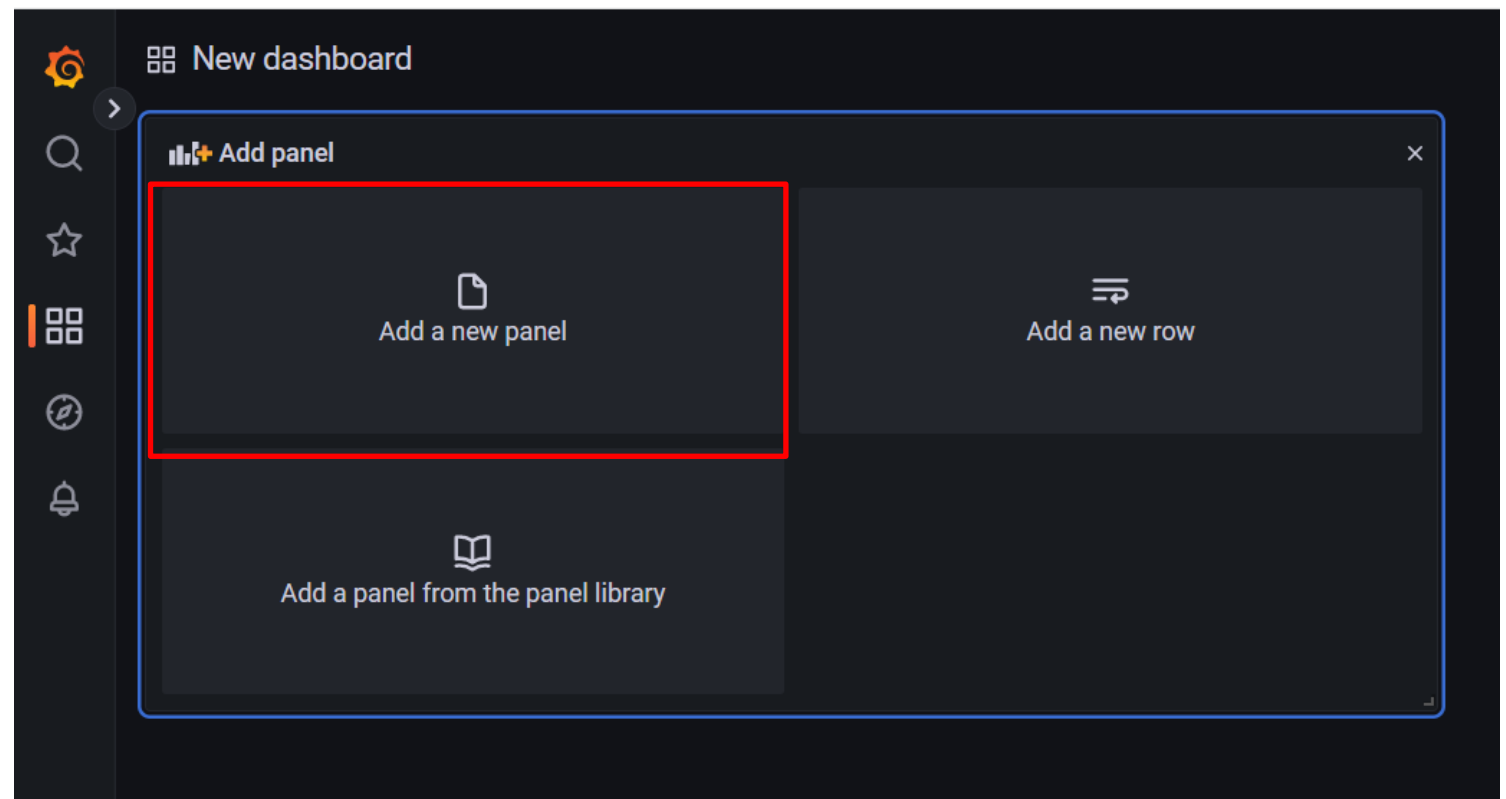 New dashboard
Add panel
Add a new panel
Add a new row
Add a panel from the panel library